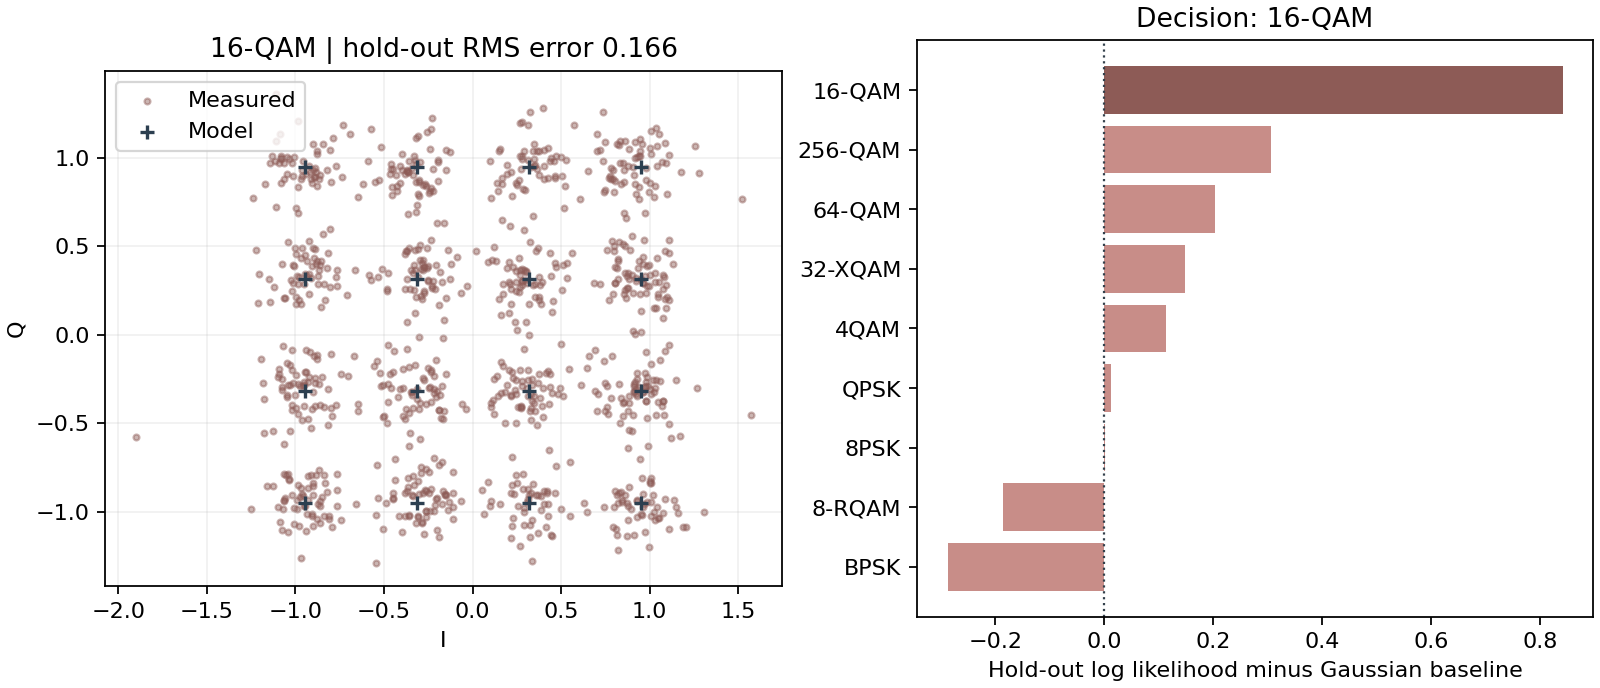 16-QAM | hold-out RMS error 0.166
Measured
Model
1.0
0.5
0.0
−0.5
−1.0
Q
−2.0
−1.5
−1.0
−0.5
0.0
0.5
1.0
1.5
I
Decision: 16-QAM
16-QAM
256-QAM
64-QAM
32-XQAM
4QAM
QPSK
8PSK
8-RQAM
BPSK
−0.2
0.0
0.2
0.4
0.6
0.8
Hold-out log likelihood minus Gaussian baseline